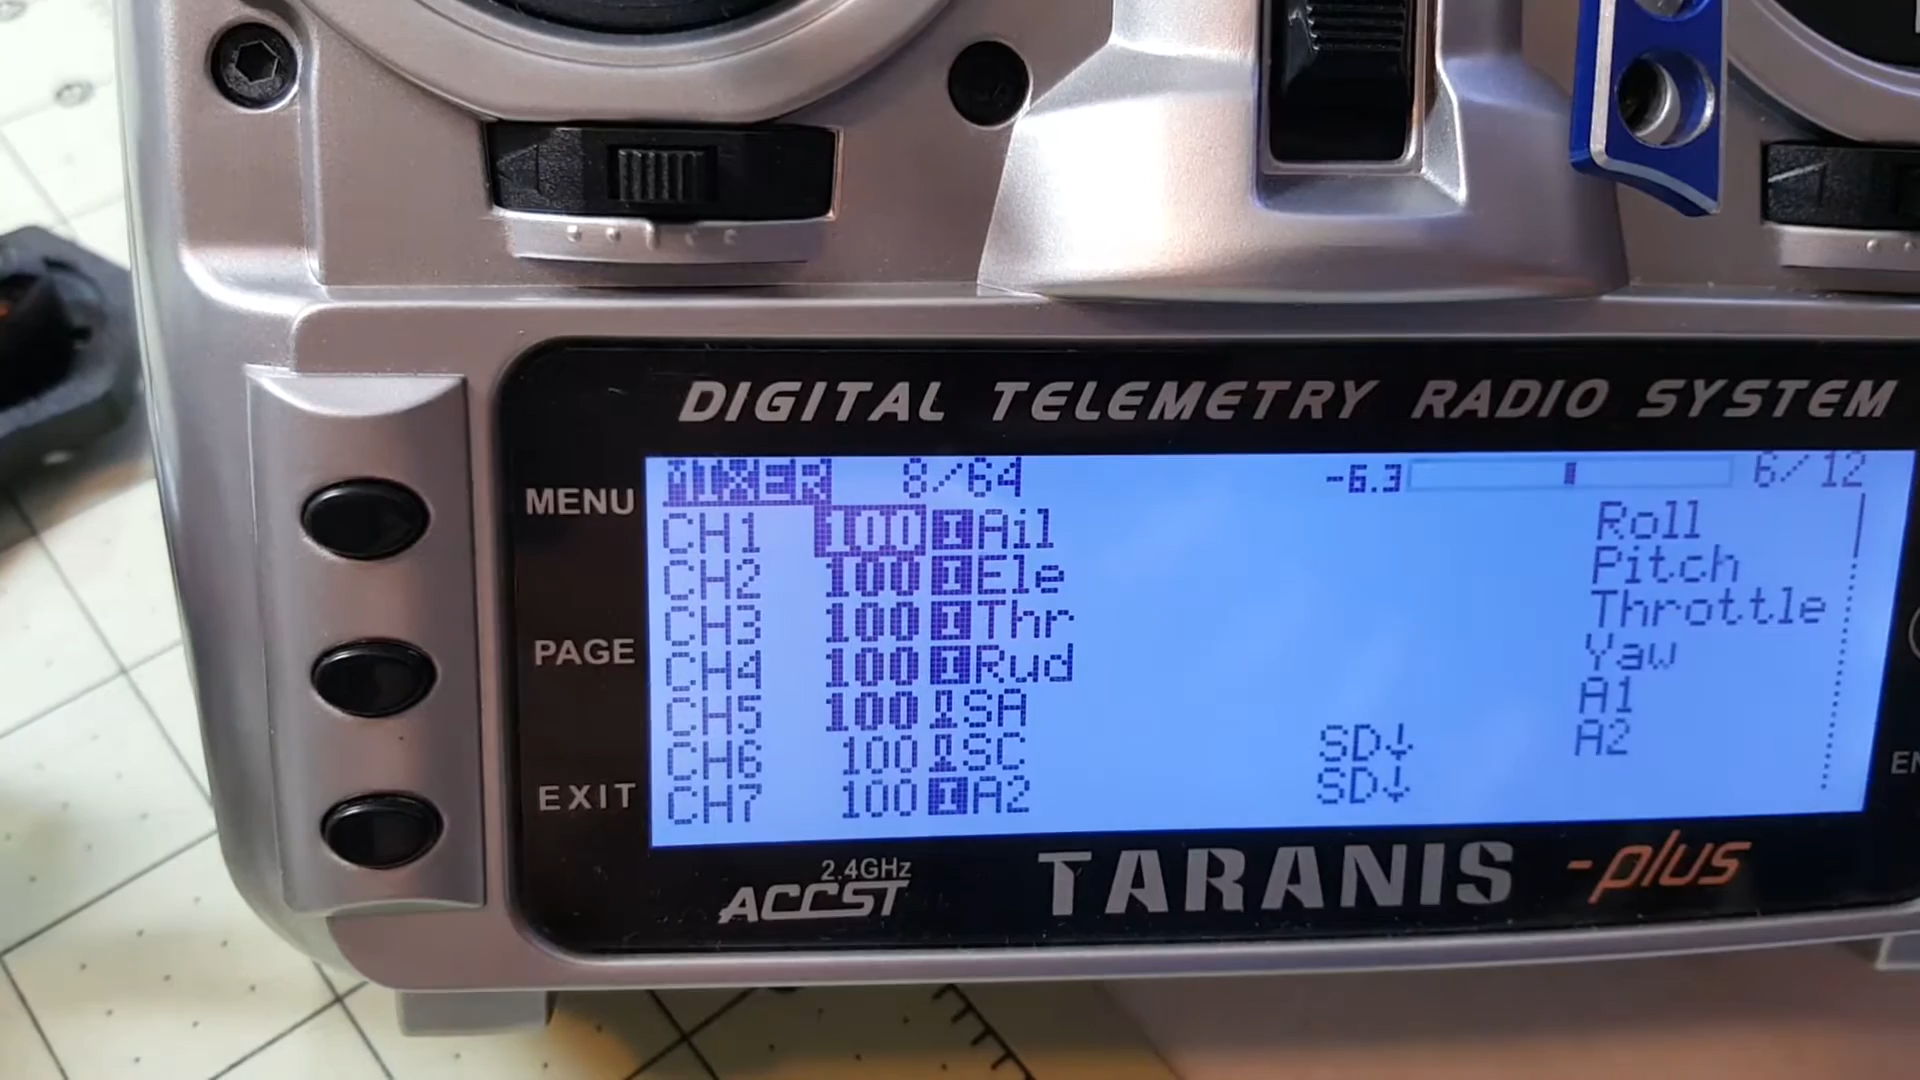 DIGITAL TELEMETRY RADIO SYSTEM
MIXER 8/64 -6.3 6/12
CH1 100 I Ail Roll
CH2 100 I Ele Pitch
CH3 100 I Thr Throttle
CH4 100 I Rud Yaw
CH5 100 SA A1
CH6 100 SC SD↓ A2
CH7 100 I A2 SD↓
MENU
PAGE
EXIT
2.4GHz
ACCST
TARANIS -plus